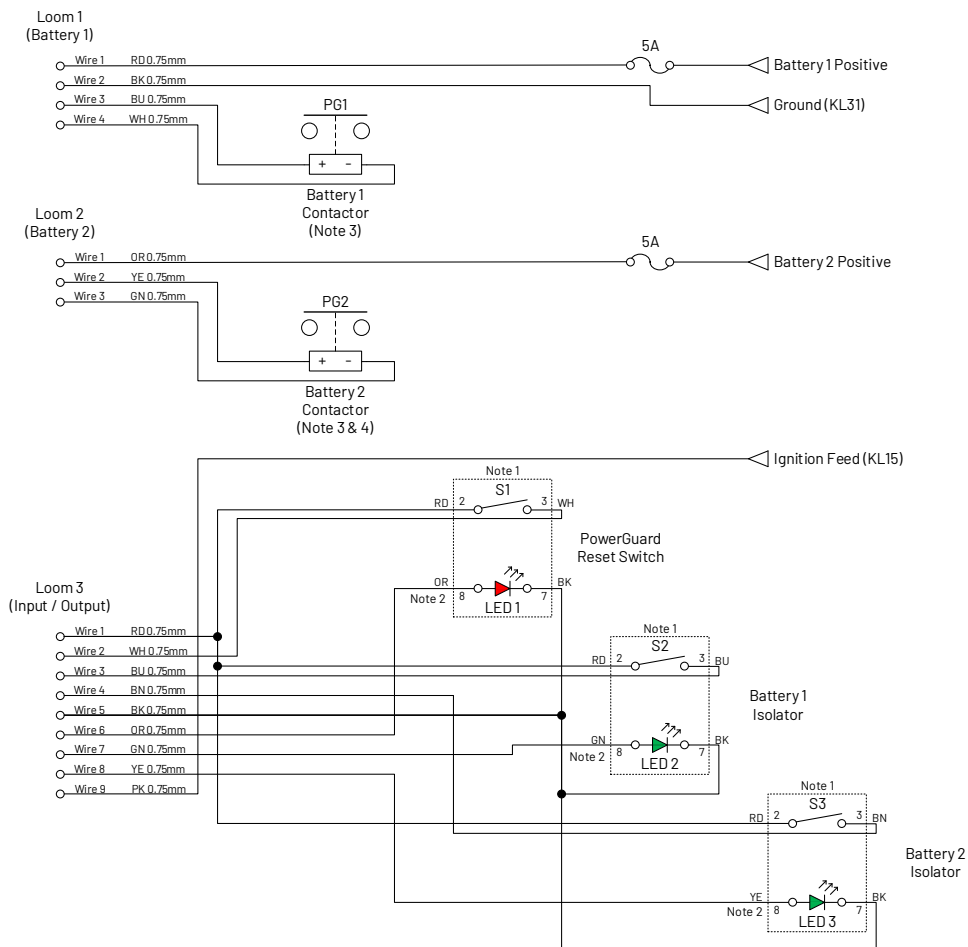 Loom 1
(Battery 1)
Wire 1 RD 0.75mm
Wire 2 BK 0.75mm
Wire 3 BU 0.75mm
Wire 4 WH 0.75mm
5A
Battery 1 Positive
Ground (KL31)
PG1
+ -
Battery 1
Contactor
(Note 3)
Loom 2
(Battery 2)
Wire 1 OR 0.75mm
Wire 2 YE 0.75mm
Wire 3 GN 0.75mm
5A
Battery 2 Positive
PG2
+ -
Battery 2
Contactor
(Note 3 & 4)
Ignition Feed (KL15)
Note 1
S1
RD 2 3 WH
PowerGuard
Reset Switch
OR BK
Note 2 8 7
LED 1
Loom 3
(Input / Output)
Wire 1 RD 0.75mm
Wire 2 WH 0.75mm
Wire 3 BU 0.75mm
Wire 4 BN 0.75mm
Wire 5 BK 0.75mm
Wire 6 OR 0.75mm
Wire 7 GN 0.75mm
Wire 8 YE 0.75mm
Wire 9 PK 0.75mm
Note 1
S2
RD 2 3 BU
Battery 1
Isolator
GN BK
Note 2 8 7
LED 2
Note 1
S3
RD 2 3 BN
Battery 2
Isolator
YE BK
Note 2 8 7
LED 3